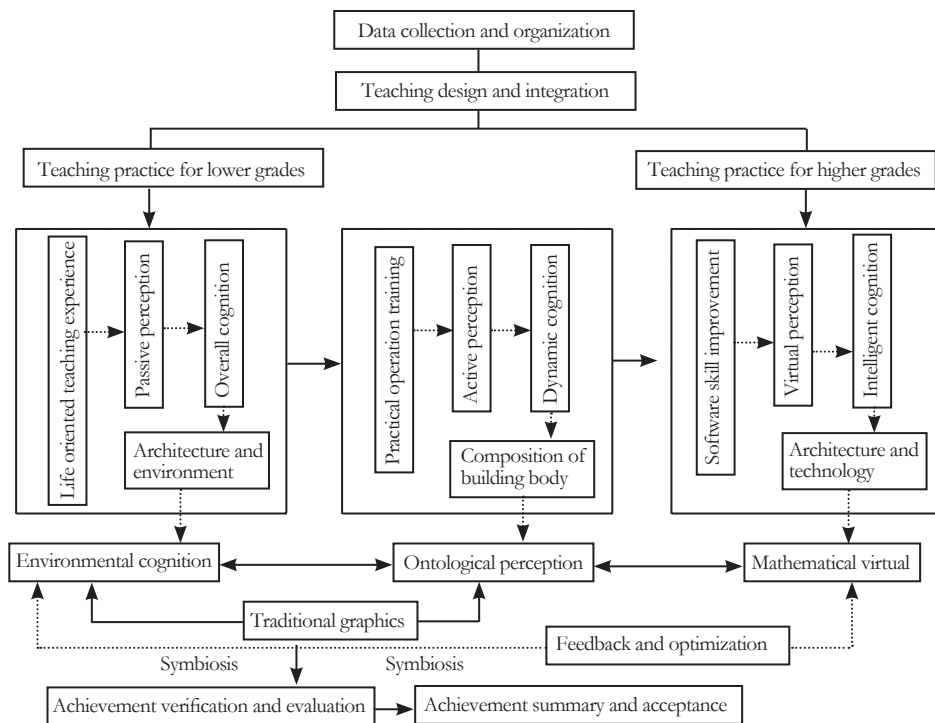 Data collection and organization
Teaching design and integration
Teaching practice for lower grades
Teaching practice for higher grades
Life oriented teaching experience
Passive perception
Overall cognition
Architecture and
environment
Practical operation training
Active perception
Dynamic cognition
Composition of
building body
Software skill improvement
Virtual perception
Intelligent cognition
Architecture and
technology
Environmental cognition
Ontological perception
Mathematical virtual
Traditional graphics
Feedback and optimization
Symbiosis
Symbiosis
Achievement verification and evaluation
Achievement summary and acceptance